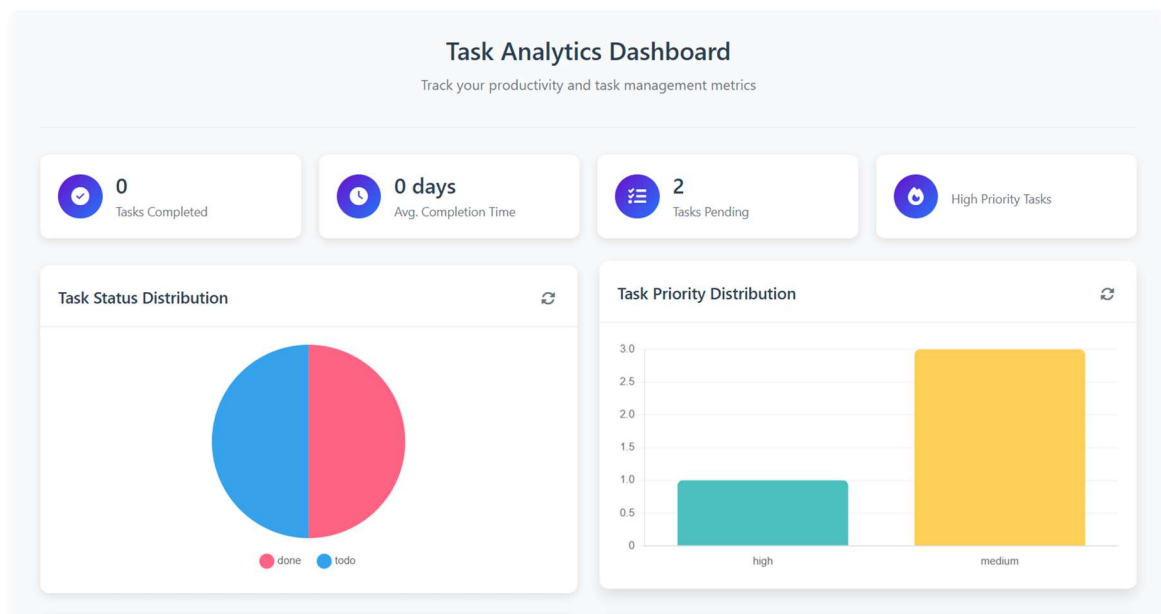 Task Analytics Dashboard
Track your productivity and task management metrics
0
Tasks Completed
0 days
Avg. Completion Time
2
Tasks Pending
High Priority Tasks
Task Status Distribution
done
todo
Task Priority Distribution
3.0
2.5
2.0
1.5
1.0
0.5
0
high
medium